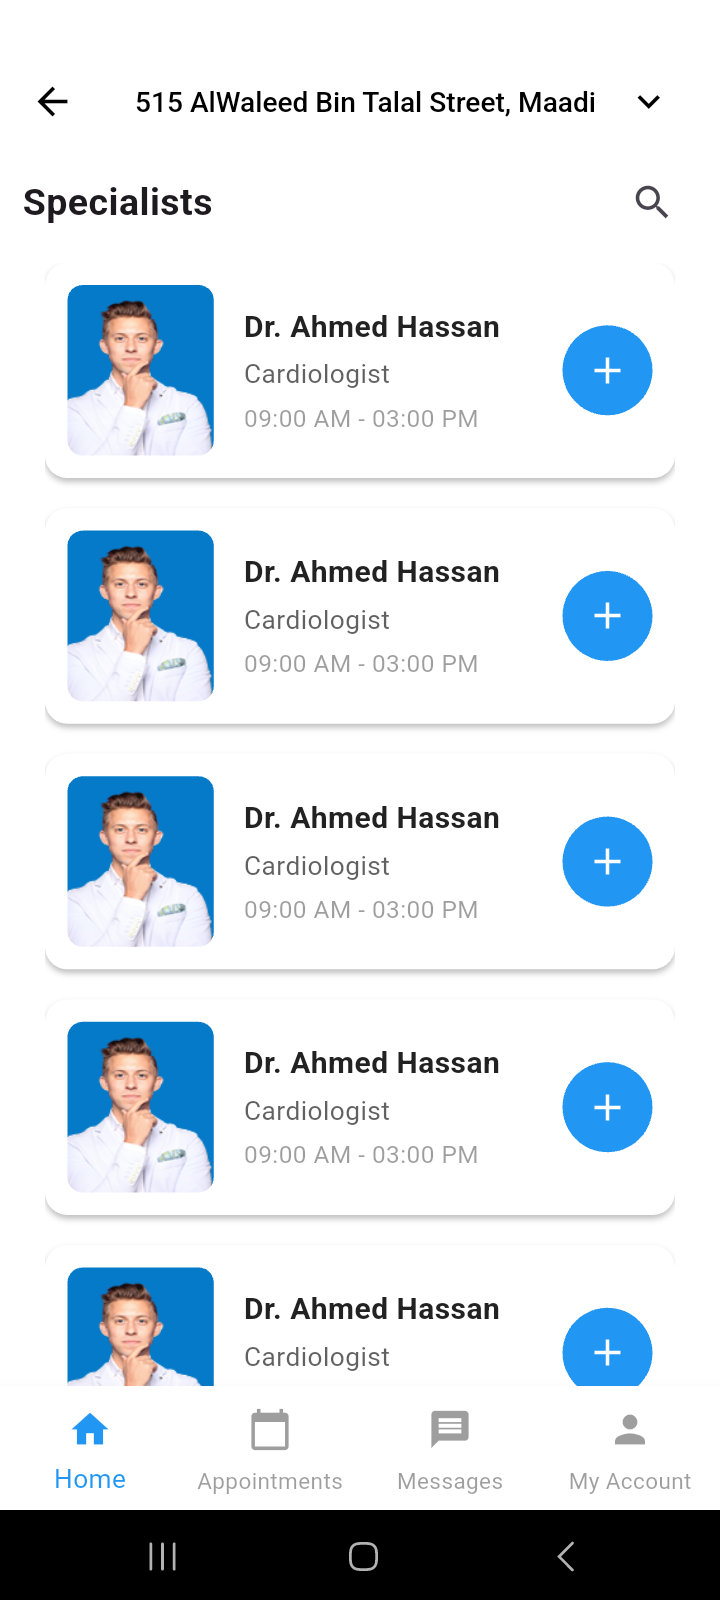 515 AlWaleed Bin Talal Street, Maadi
Specialists
Dr. Ahmed Hassan
Cardiologist
09:00 AM - 03:00 PM
Dr. Ahmed Hassan
Cardiologist
09:00 AM - 03:00 PM
Dr. Ahmed Hassan
Cardiologist
09:00 AM - 03:00 PM
Dr. Ahmed Hassan
Cardiologist
09:00 AM - 03:00 PM
Dr. Ahmed Hassan
Cardiologist
Home Appointments Messages My Account